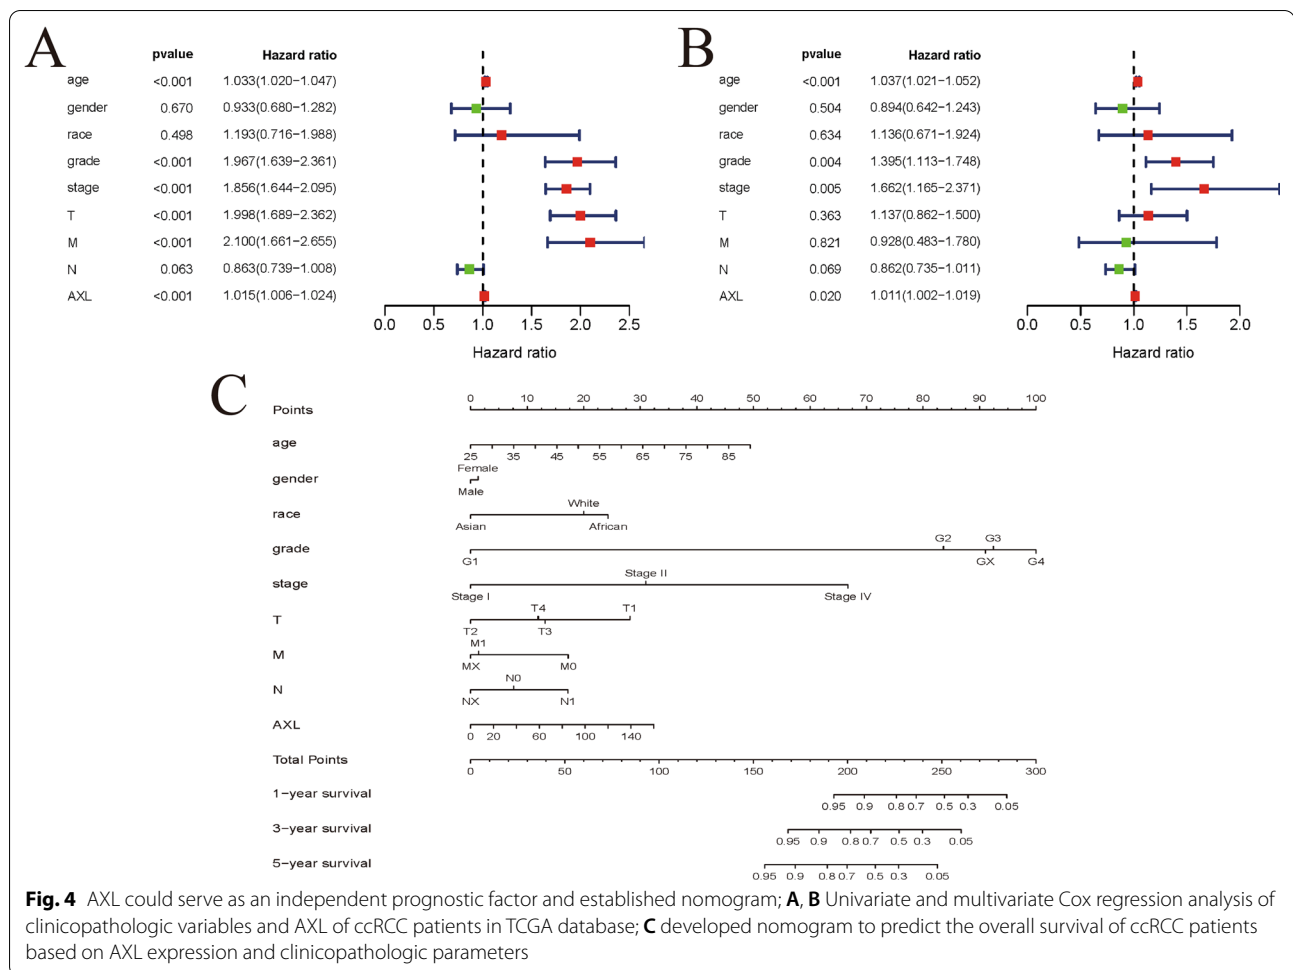 A
pvalue Hazard ratio
age <0.001 1.033(1.020−1.047)
gender 0.670 0.933(0.680−1.282)
race 0.498 1.193(0.716−1.988)
grade <0.001 1.967(1.639−2.361)
stage <0.001 1.856(1.644−2.095)
T <0.001 1.998(1.689−2.362)
M <0.001 2.100(1.661−2.655)
N 0.063 0.863(0.739−1.008)
AXL <0.001 1.015(1.006−1.024)
0.0 0.5 1.0 1.5 2.0 2.5
Hazard ratio
B
pvalue Hazard ratio
age <0.001 1.037(1.021−1.052)
gender 0.504 0.894(0.642−1.243)
race 0.634 1.136(0.671−1.924)
grade 0.004 1.395(1.113−1.748)
stage 0.005 1.662(1.165−2.371)
T 0.363 1.137(0.862−1.500)
M 0.821 0.928(0.483−1.780)
N 0.069 0.862(0.735−1.011)
AXL 0.020 1.011(1.002−1.019)
0.0 0.5 1.0 1.5 2.0
Hazard ratio
C
Points 0 10 20 30 40 50 60 70 80 90 100
age
25 35 45 55 65 75 85
Female
gender
Male
White
race
Asian African
G2 G3
grade
G1 GX G4
Stage II
stage
Stage I Stage IV
T4 T1
T
T2 T3
M1
M
MX M0
N0
N
NX N1
AXL
0 20 60 100 140
Total Points
0 50 100 150 200 250 300
1−year survival
0.95 0.9 0.8 0.7 0.5 0.3 0.05
3−year survival
0.95 0.9 0.8 0.7 0.5 0.3 0.05
5−year survival
0.95 0.9 0.8 0.7 0.5 0.3 0.05
Fig. 4 AXL could serve as an independent prognostic factor and established nomogram; A, B Univariate and multivariate Cox regression analysis of
clinicopathologic variables and AXL of ccRCC patients in TCGA database; C developed nomogram to predict the overall survival of ccRCC patients
based on AXL expression and clinicopathologic parameters